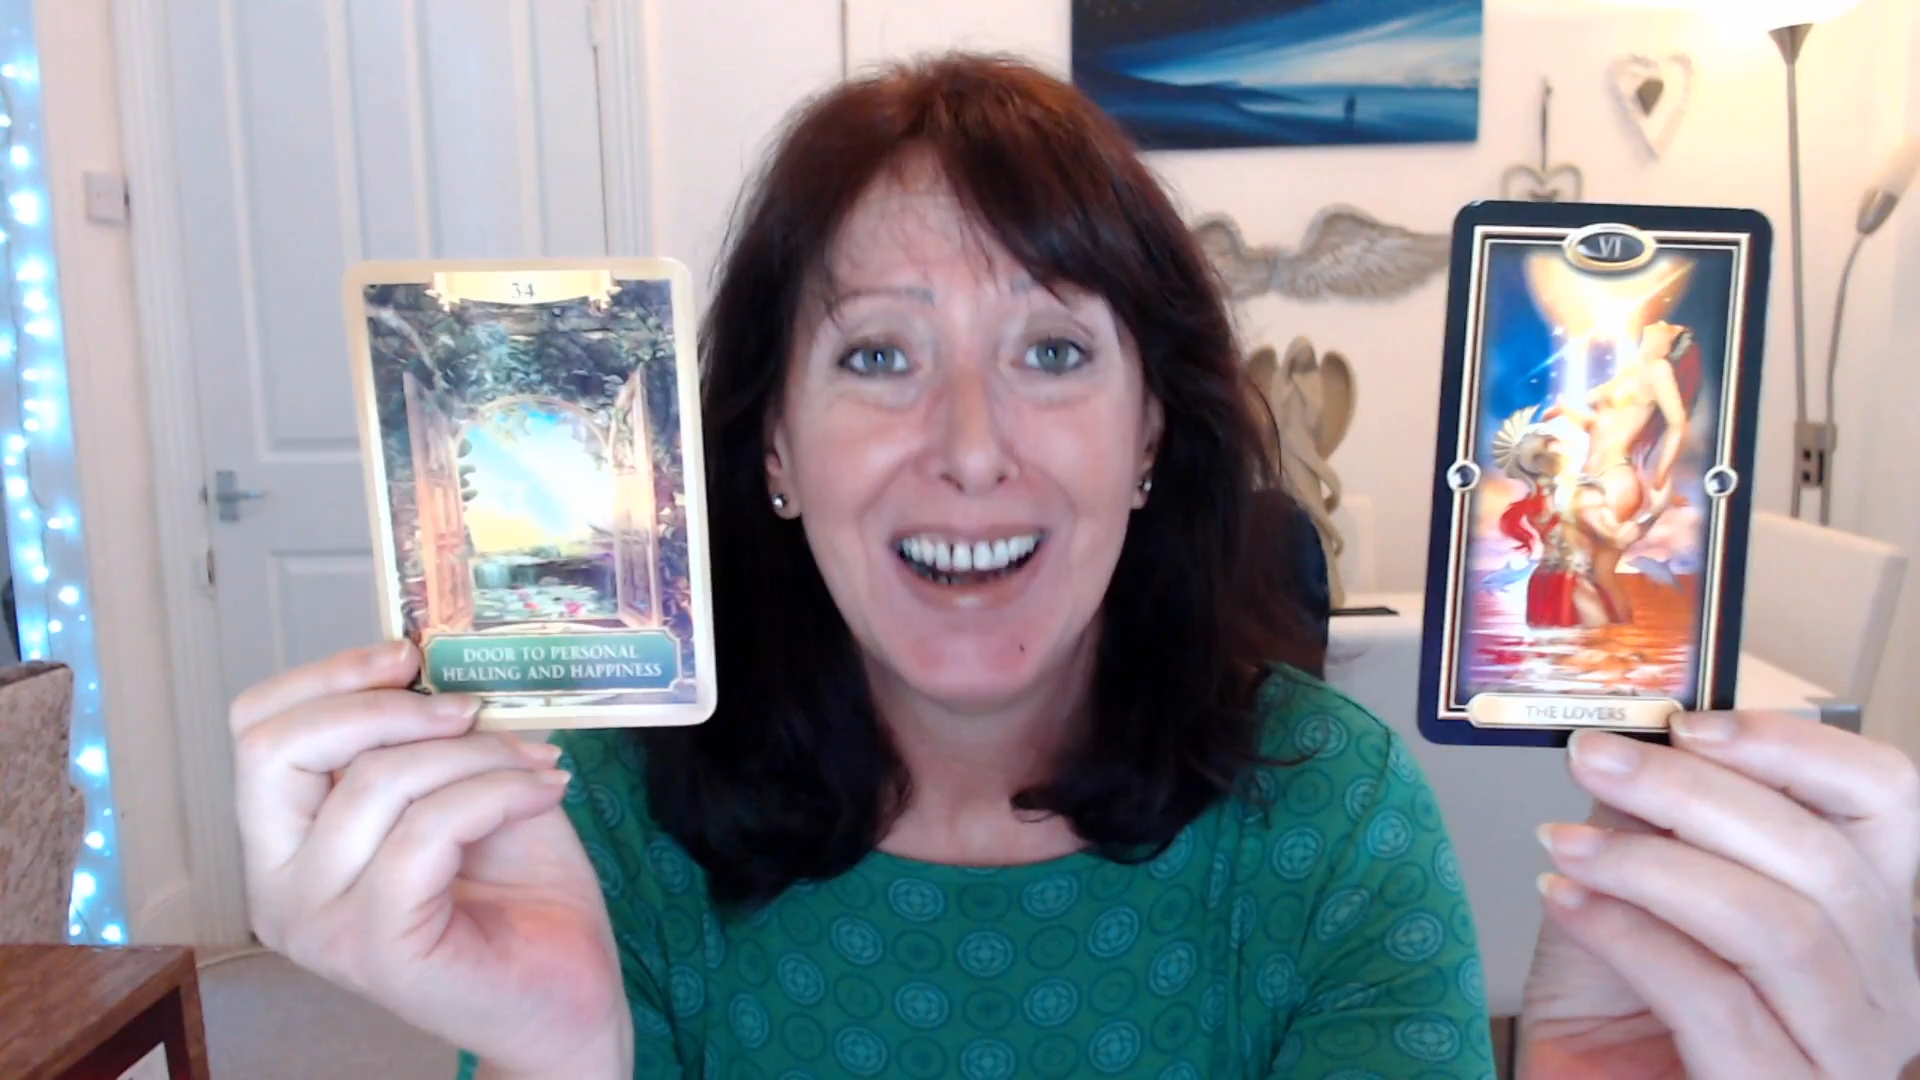 34
DOOR TO PERSONAL
HEALING AND HAPPINESS
VI
THE LOVERS